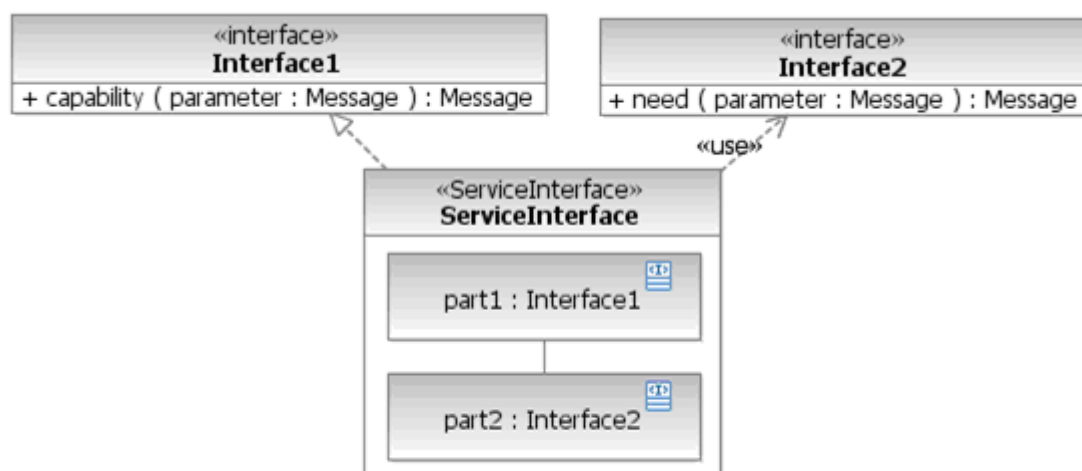 «interface»
Interface1
+ capability ( parameter : Message ) : Message
«interface»
Interface2
+ need ( parameter : Message ) : Message
«use»
«ServiceInterface»
ServiceInterface
part1 : Interface1
part2 : Interface2